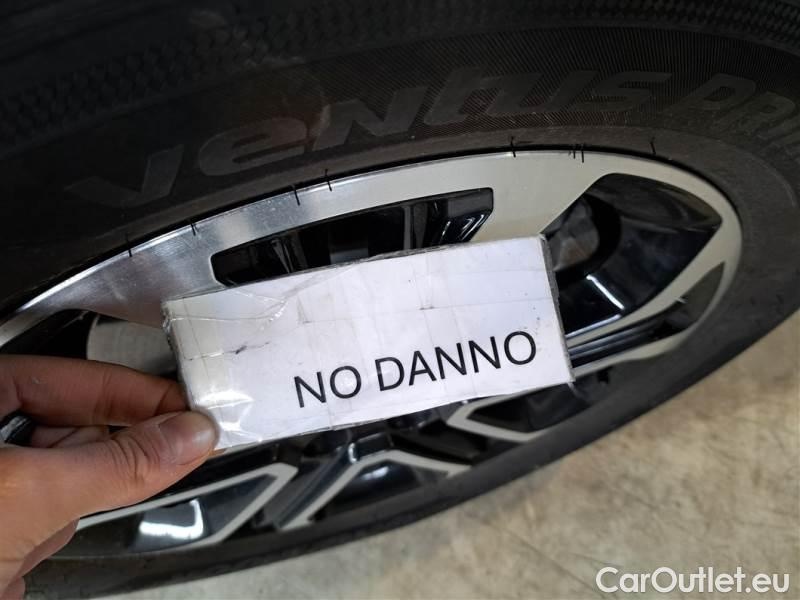 ventus PRI
NO DANNO
CarOutlet.eu